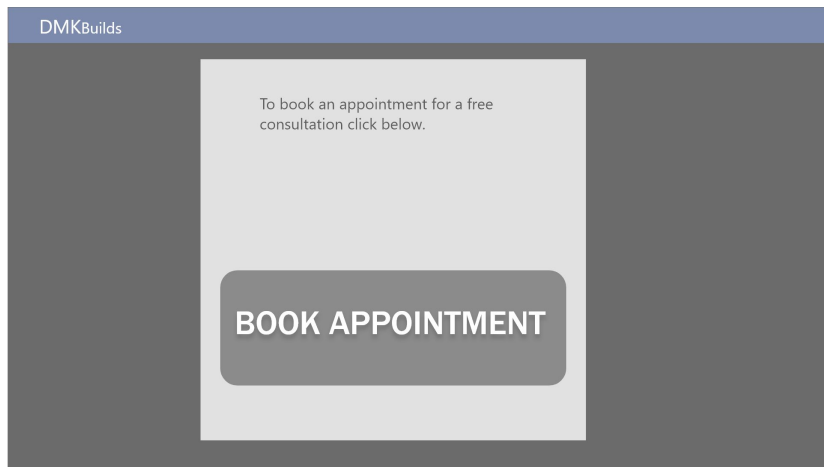 DMKBuilds
To book an appointment for a free
consultation click below.
BOOK APPOINTMENT